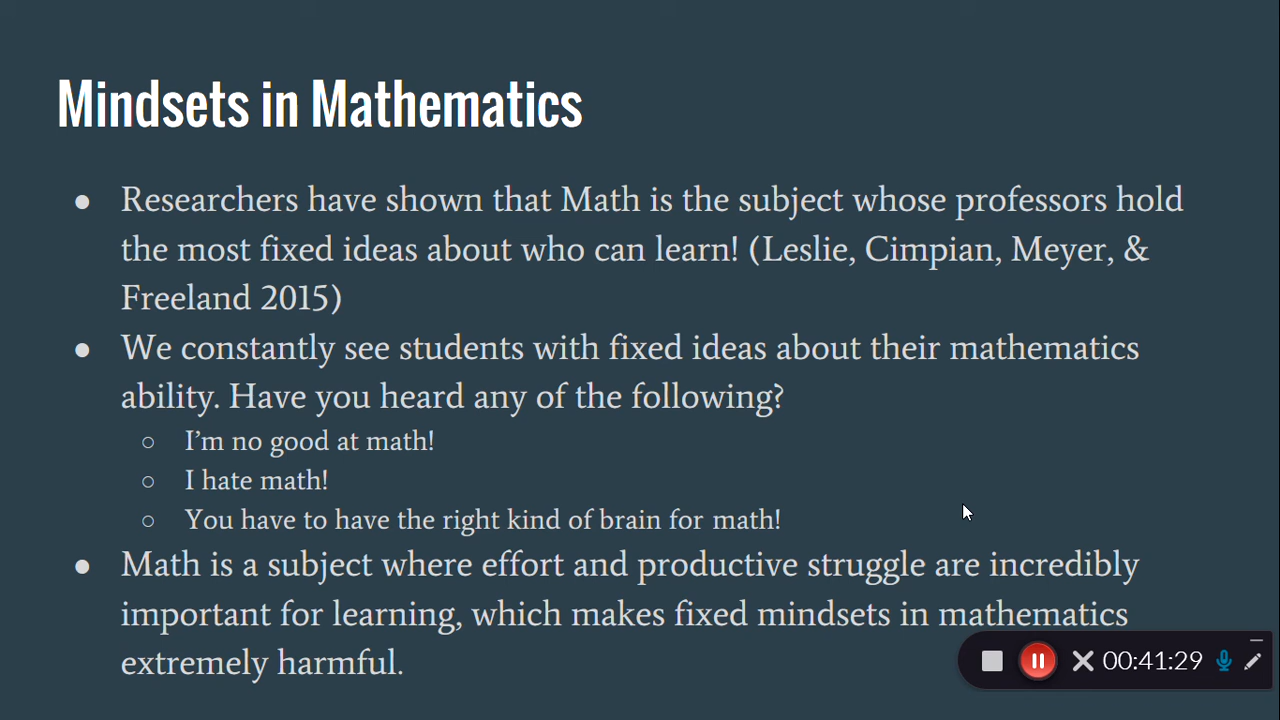 Mindsets in Mathematics
● Researchers have shown that Math is the subject whose professors hold
the most fixed ideas about who can learn! (Leslie, Cimpian, Meyer, &
Freeland 2015)
● We constantly see students with fixed ideas about their mathematics
ability. Have you heard any of the following?
○ I’m no good at math!
○ I hate math!
○ You have to have the right kind of brain for math!
● Math is a subject where effort and productive struggle are incredibly
important for learning, which makes fixed mindsets in mathematics
extremely harmful.
00:41:29